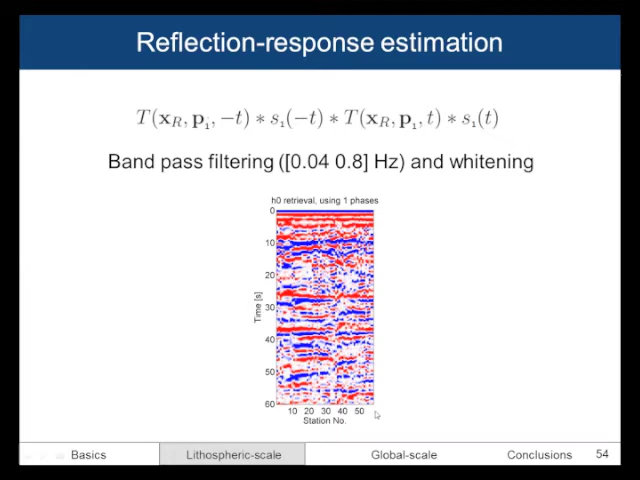 Reflection-response estimation
T(x_R, p_1, −t) ∗ s_1(−t) ∗ T(x_R, p_1, t) ∗ s_1(t)
Band pass filtering ([0.04 0.8] Hz) and whitening
h0 retrieval, using 1 phases
0
10
20
30
40
50
60
Time [s]
10 20 30 40 50
Station No.
Basics Lithospheric-scale Global-scale Conclusions 54